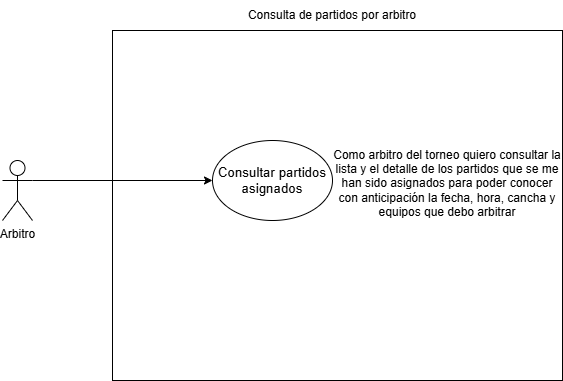 Consulta de partidos por arbitro
Consultar partidos
asignados
Como arbitro del torneo quiero consultar la
lista y el detalle de los partidos que se me
han sido asignados para poder conocer
con anticipación la fecha, hora, cancha y
equipos que debo arbitrar
Arbitro